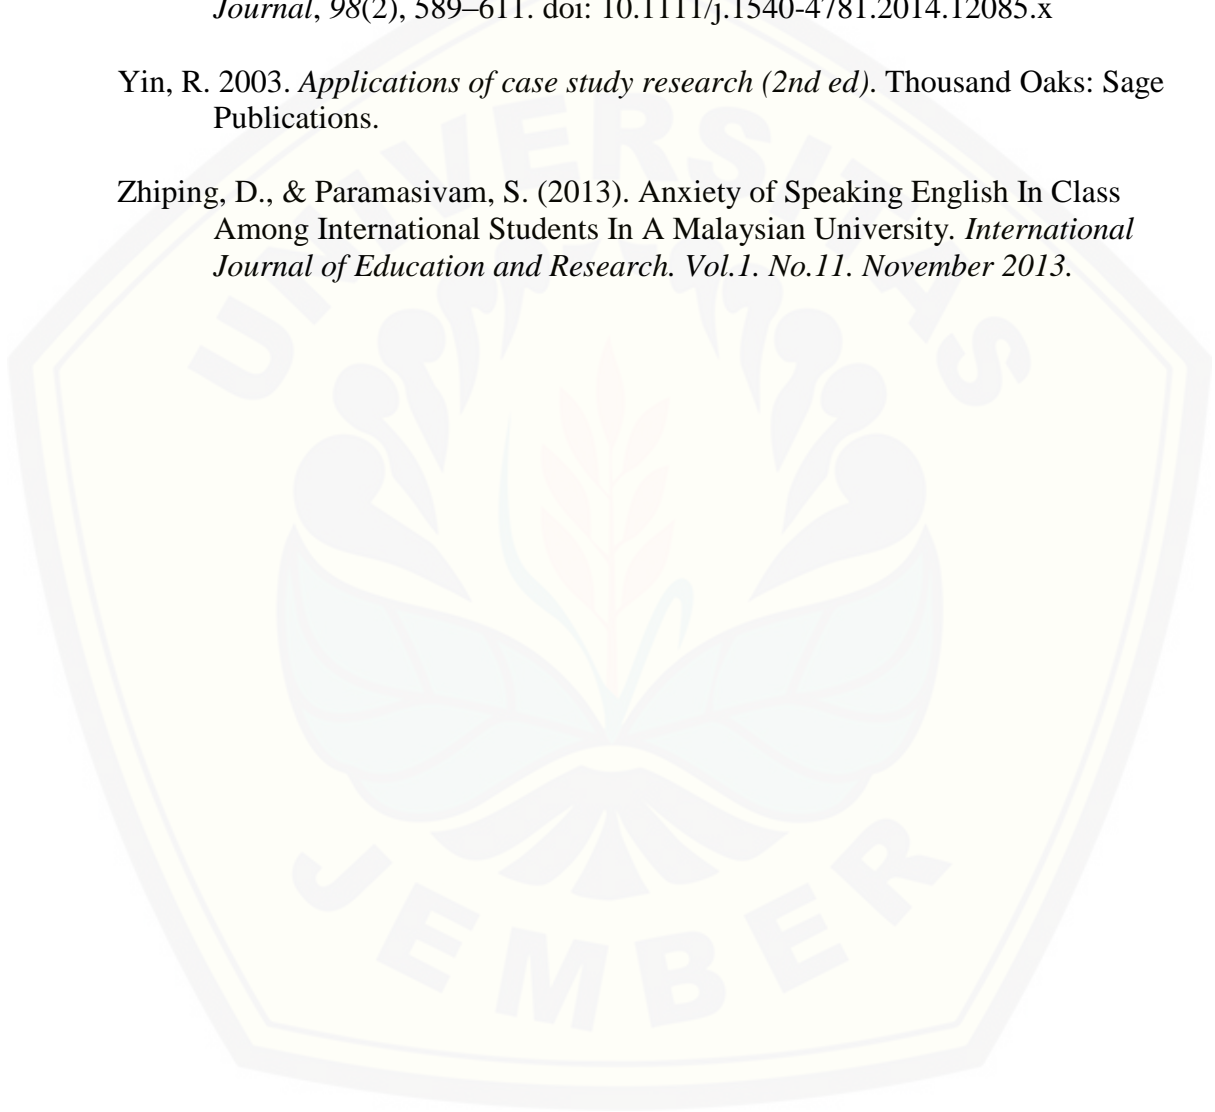 Journal, 98(2), 589–611. doi: 10.1111/j.1540-4781.2014.12085.x
Yin, R. 2003. Applications of case study research (2nd ed). Thousand Oaks: Sage
Publications.
Zhiping, D., & Paramasivam, S. (2013). Anxiety of Speaking English In Class
Among International Students In A Malaysian University. International
Journal of Education and Research. Vol.1. No.11. November 2013.
UNIVERSITAS
JEMBER